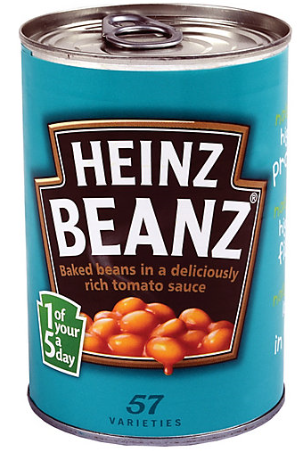 HEINZ
BEANZ®
Baked beans in a deliciously
rich tomato sauce
1 of
your
5 a
day
57
VARIETIES